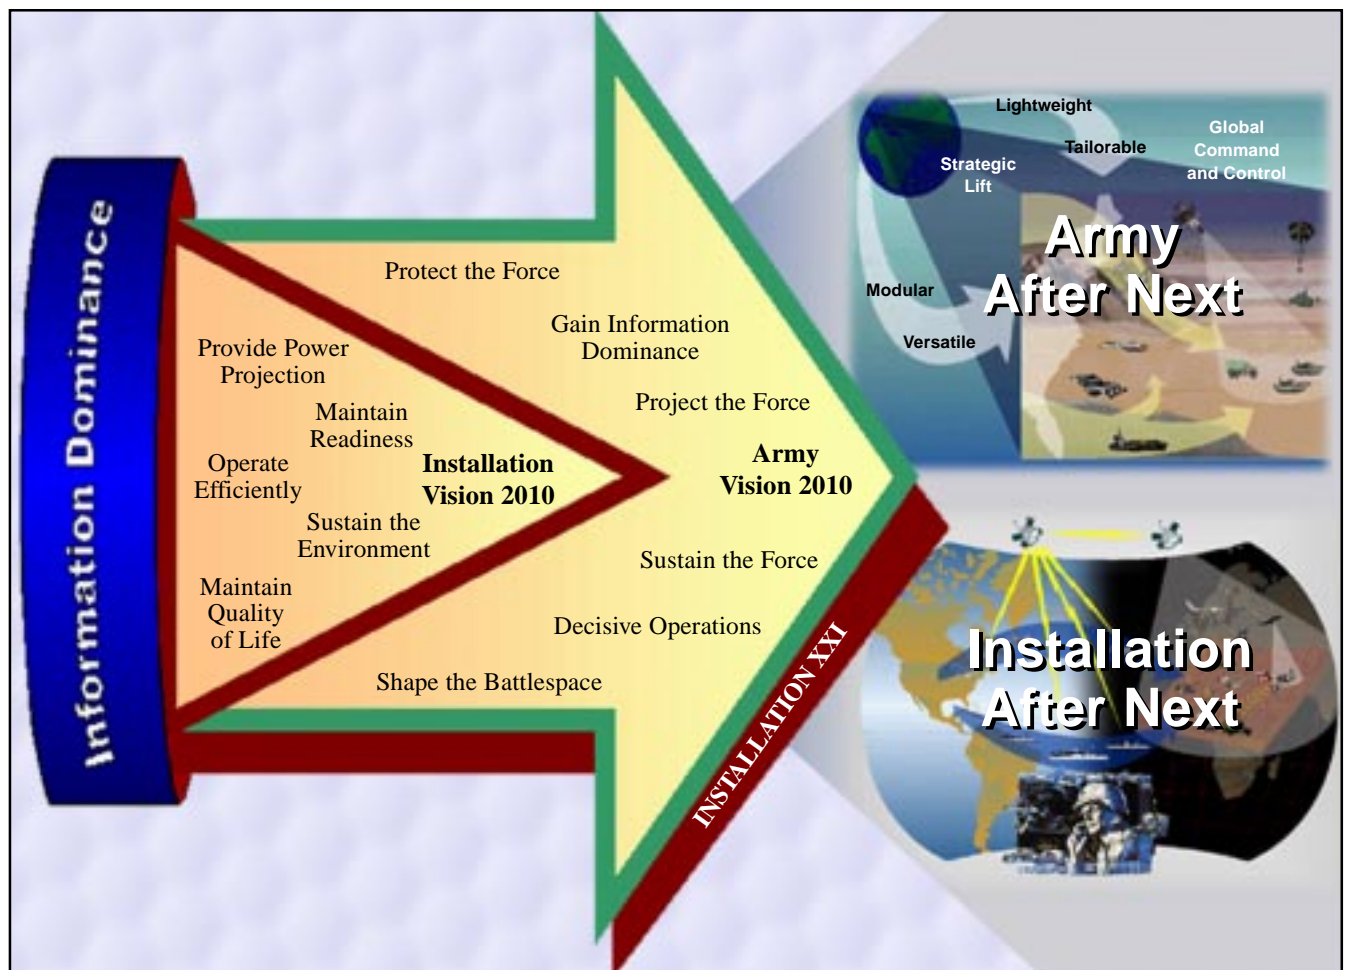 Information Dominance
Protect the Force
Gain Information
Dominance
Project the Force
Army
Vision 2010
Sustain the Force
Decisive Operations
Shape the Battlespace
Provide Power
Projection
Maintain
Readiness
Operate
Efficiently
Installation
Vision 2010
Sustain the
Environment
Maintain
Quality
of Life
INSTALLATION XXI
Lightweight
Tailorable
Global
Command
and Control
Strategic
Lift
Army
After Next
Modular
Versatile
Installation
After Next